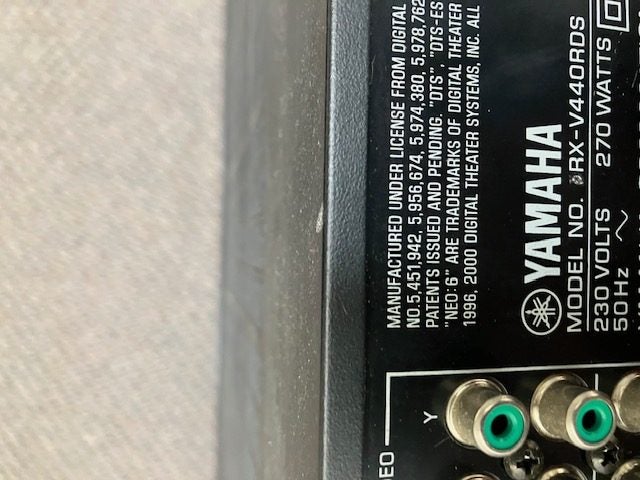 MANUFACTURED UNDER LICENSE FROM DIGITAL
NO.5,451,942, 5,956,674, 5,974,380, 5,978,762
PATENTS ISSUED AND PENDING. "DTS", "DTS-ES
"NEO:6" ARE TRADEMARKS OF DIGITAL THEATER
1996, 2000 DIGITAL THEATER SYSTEMS, INC. ALL
YAMAHA
MODEL NO. RX-V440RDS
230 VOLTS 270 WATTS
50Hz ~
EO
Y